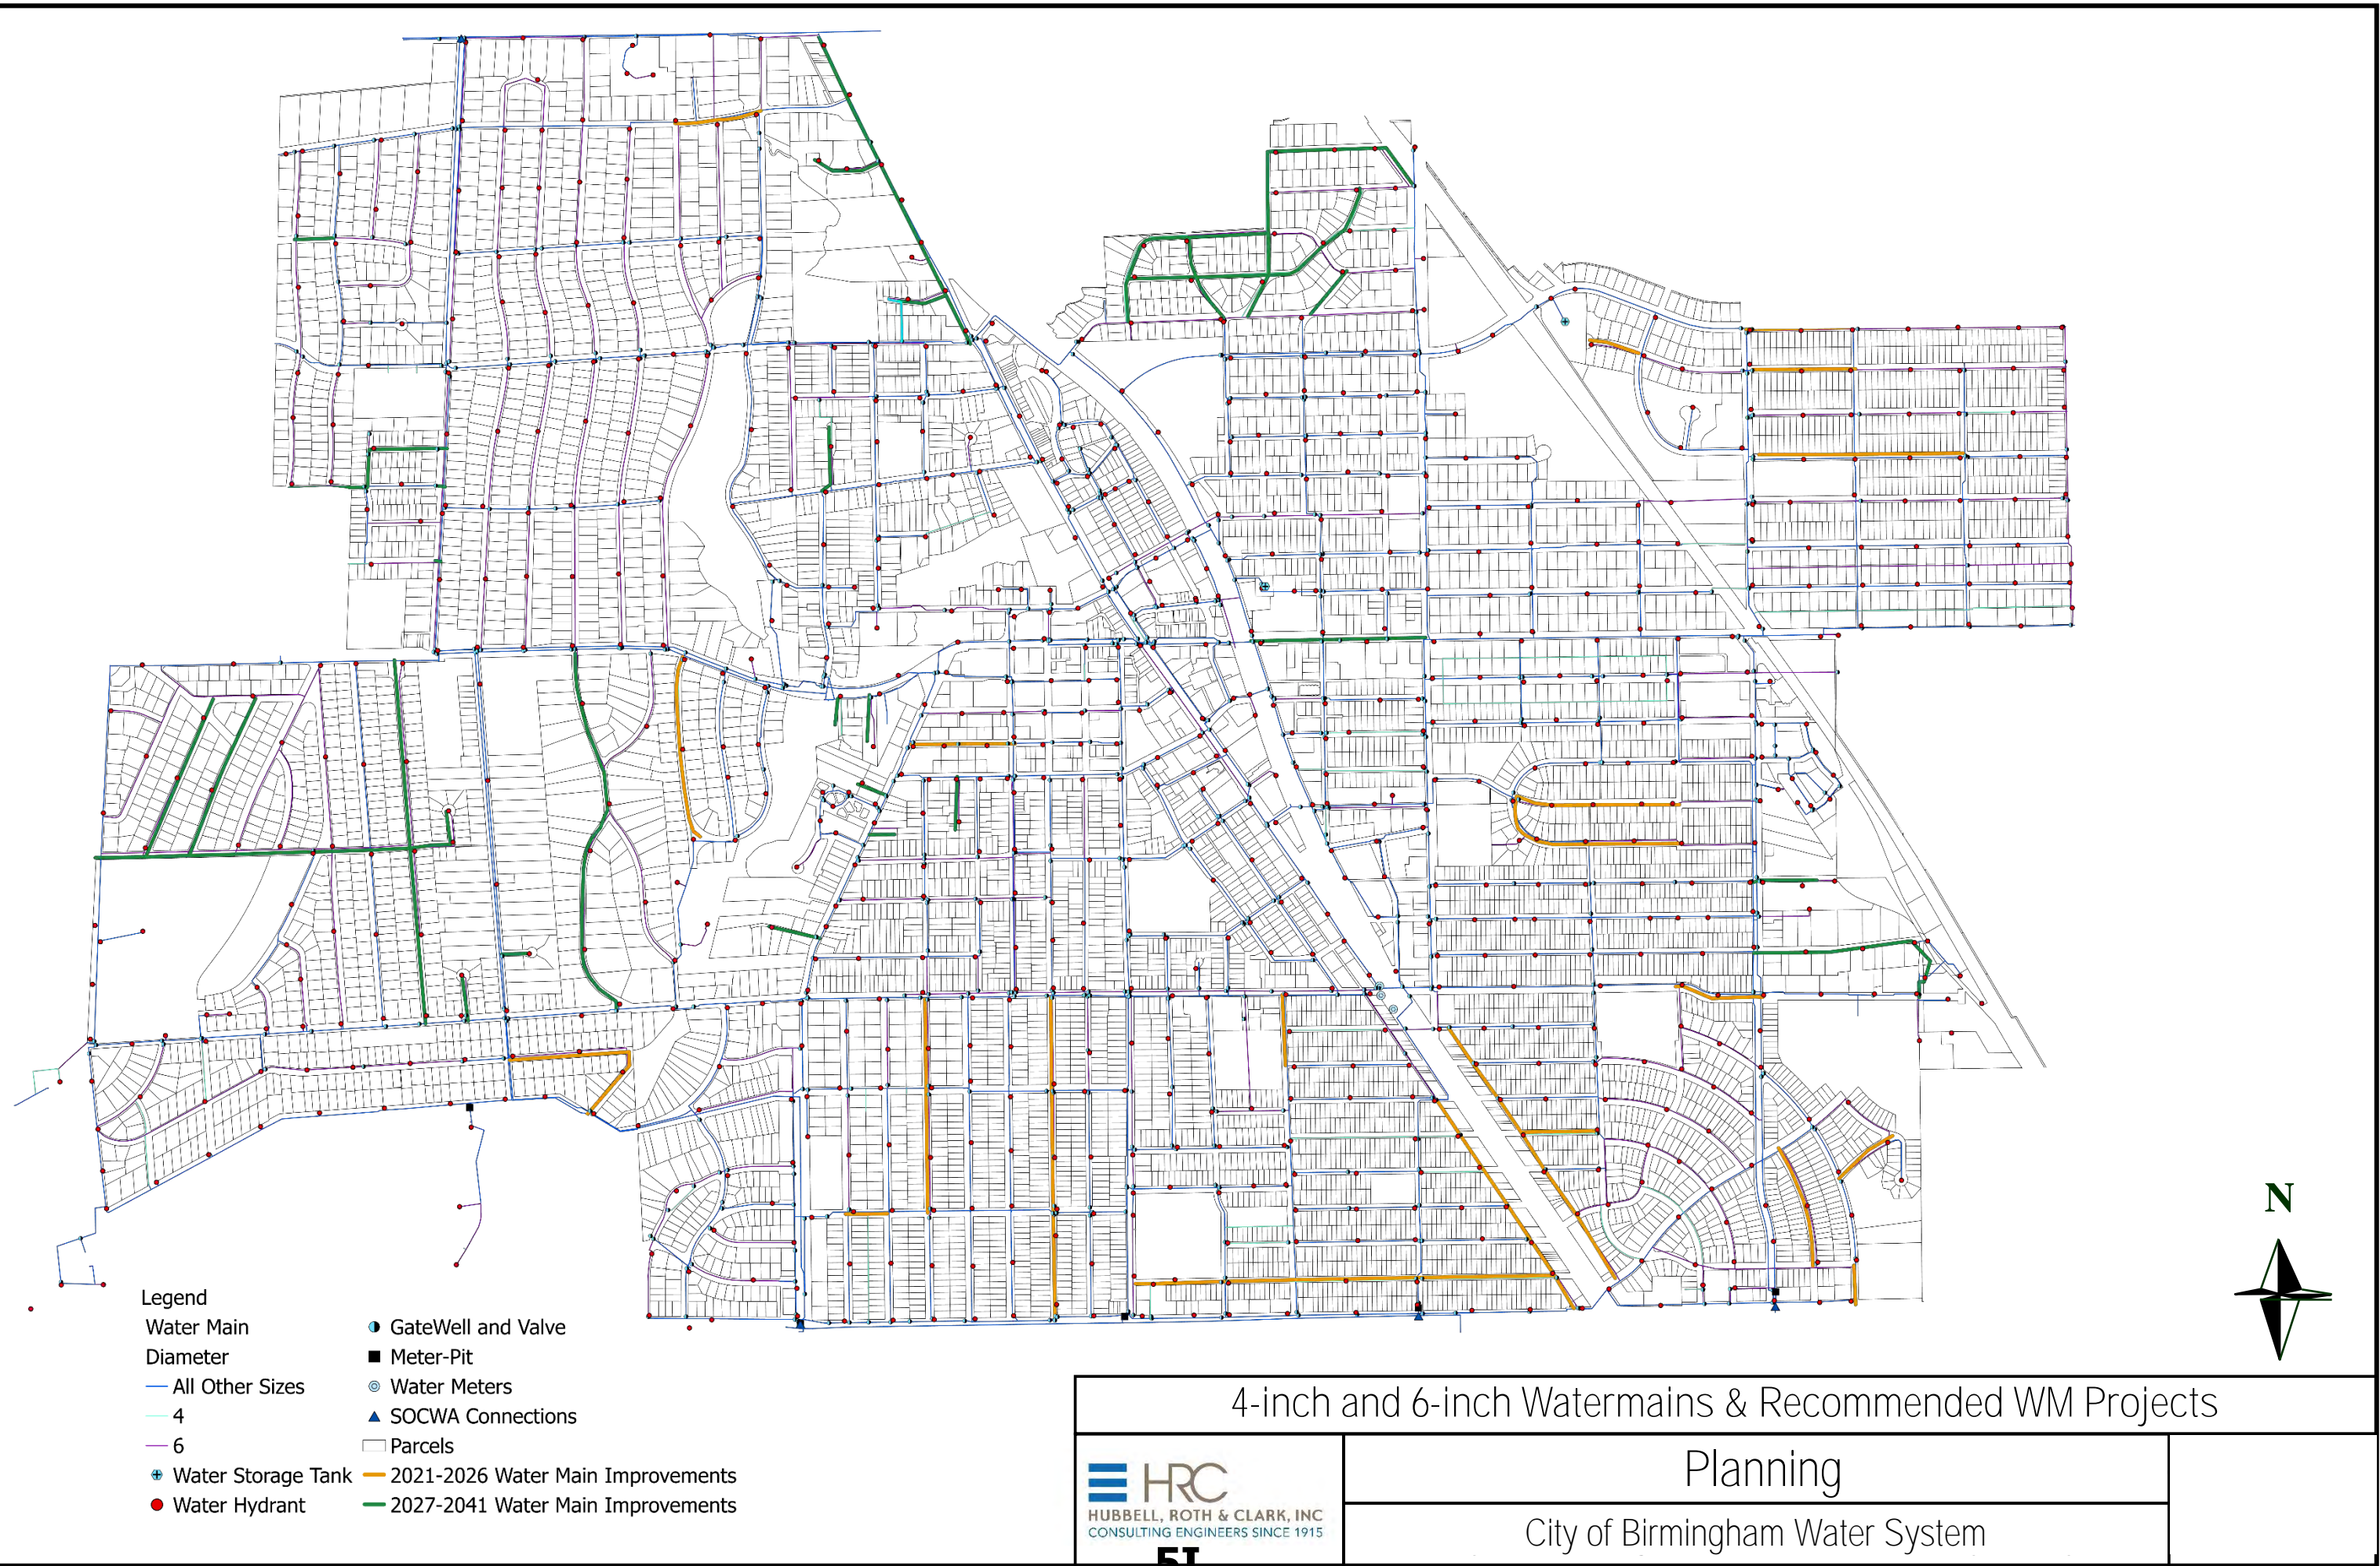 N
Legend
Water Main
Diameter
All Other Sizes
4
6
Water Storage Tank
Water Hydrant
GateWell and Valve
Meter-Pit
Water Meters
SOCWA Connections
Parcels
2021-2026 Water Main Improvements
2027-2041 Water Main Improvements
4-inch and 6-inch Watermains & Recommended WM Projects
HRC
HUBBELL, ROTH & CLARK, INC
CONSULTING ENGINEERS SINCE 1915
Planning
City of Birmingham Water System